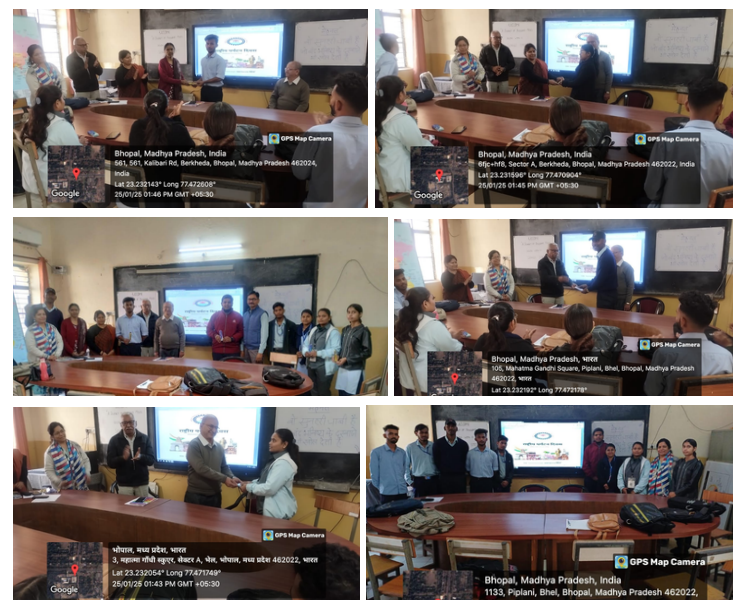 राष्ट्रीय पर्यटन दिवस
GPS Map Camera
Google
Bhopal, Madhya Pradesh, India
561, 561, Kalibari Rd, Berkheda, Bhopal, Madhya Pradesh 462024,
India
Lat 23.232143° Long 77.472608°
25/01/25 01:46 PM GMT +05:30
GPS Map Camera
Google
Bhopal, Madhya Pradesh, India
6fjc+hf8, Sector A, Berkheda, Bhopal, Madhya Pradesh 462022, India
Lat 23.231596° Long 77.470904°
25/01/25 01:45 PM GMT +05:30
GPS Map Camera
Bhopal, Madhya Pradesh, भारत
105, Mahatma Gandhi Square, Piplani, Bhel, Bhopal, Madhya Pradesh
462022, भारत
Lat 23.232192° Long 77.472178°
GPS Map Camera
Google
भोपाल, मध्य प्रदेश, भारत
3, महात्मा गाँधी स्कुएर, सेक्टर A, भेल, भोपाल, मध्य प्रदेश 462022, भारत
Lat 23.232054° Long 77.471749°
25/01/25 01:43 PM GMT +05:30
GPS Map Camera
Bhopal, Madhya Pradesh, India
1133, Piplani, Bhel, Bhopal, Madhya Pradesh 462022,